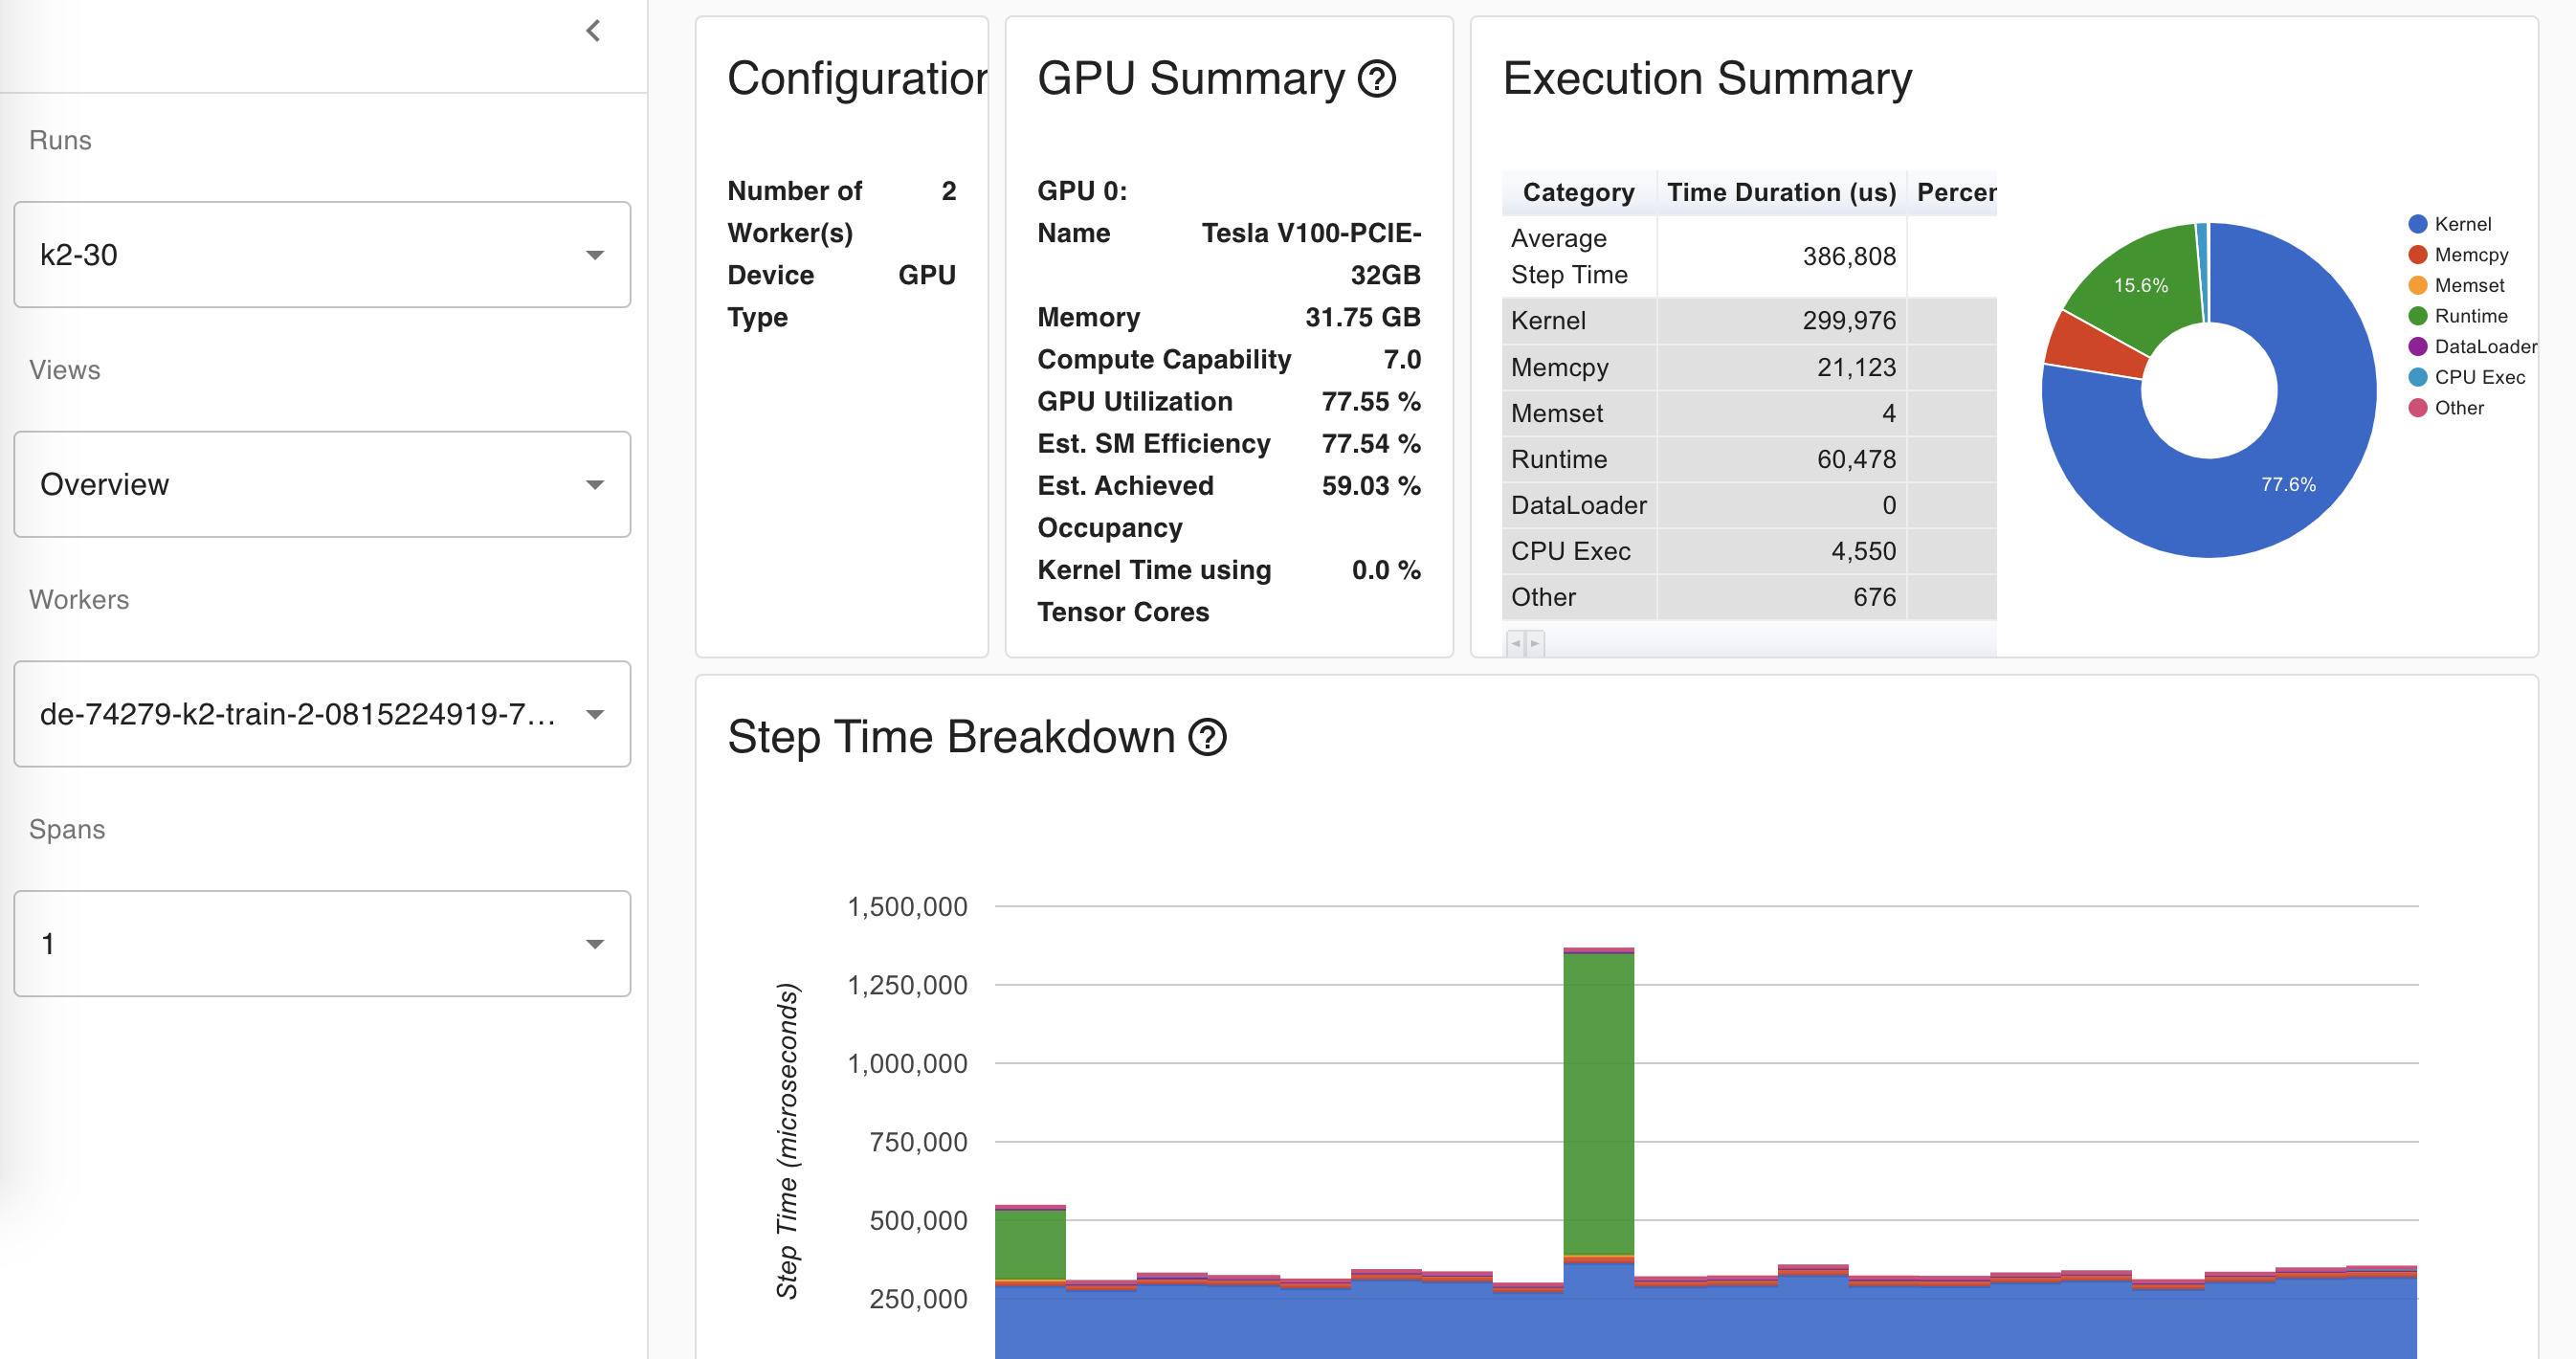 Runs
k2-30
Views
Overview
Workers
de-74279-k2-train-2-0815224919-7...
Spans
1
Configuration
Number of Worker(s) 2
Device Type GPU
GPU Summary ?
GPU 0:
Name Tesla V100-PCIE-32GB
Memory 31.75 GB
Compute Capability 7.0
GPU Utilization 77.55 %
Est. SM Efficiency 77.54 %
Est. Achieved Occupancy 59.03 %
Kernel Time using Tensor Cores 0.0 %
Execution Summary
Category Time Duration (us) Percer
Average Step Time 386,808
Kernel 299,976
Memcpy 21,123
Memset 4
Runtime 60,478
DataLoader 0
CPU Exec 4,550
Other 676
15.6%
77.6%
Kernel
Memcpy
Memset
Runtime
DataLoader
CPU Exec
Other
Step Time Breakdown ?
Step Time (microseconds)
1,500,000
1,250,000
1,000,000
750,000
500,000
250,000